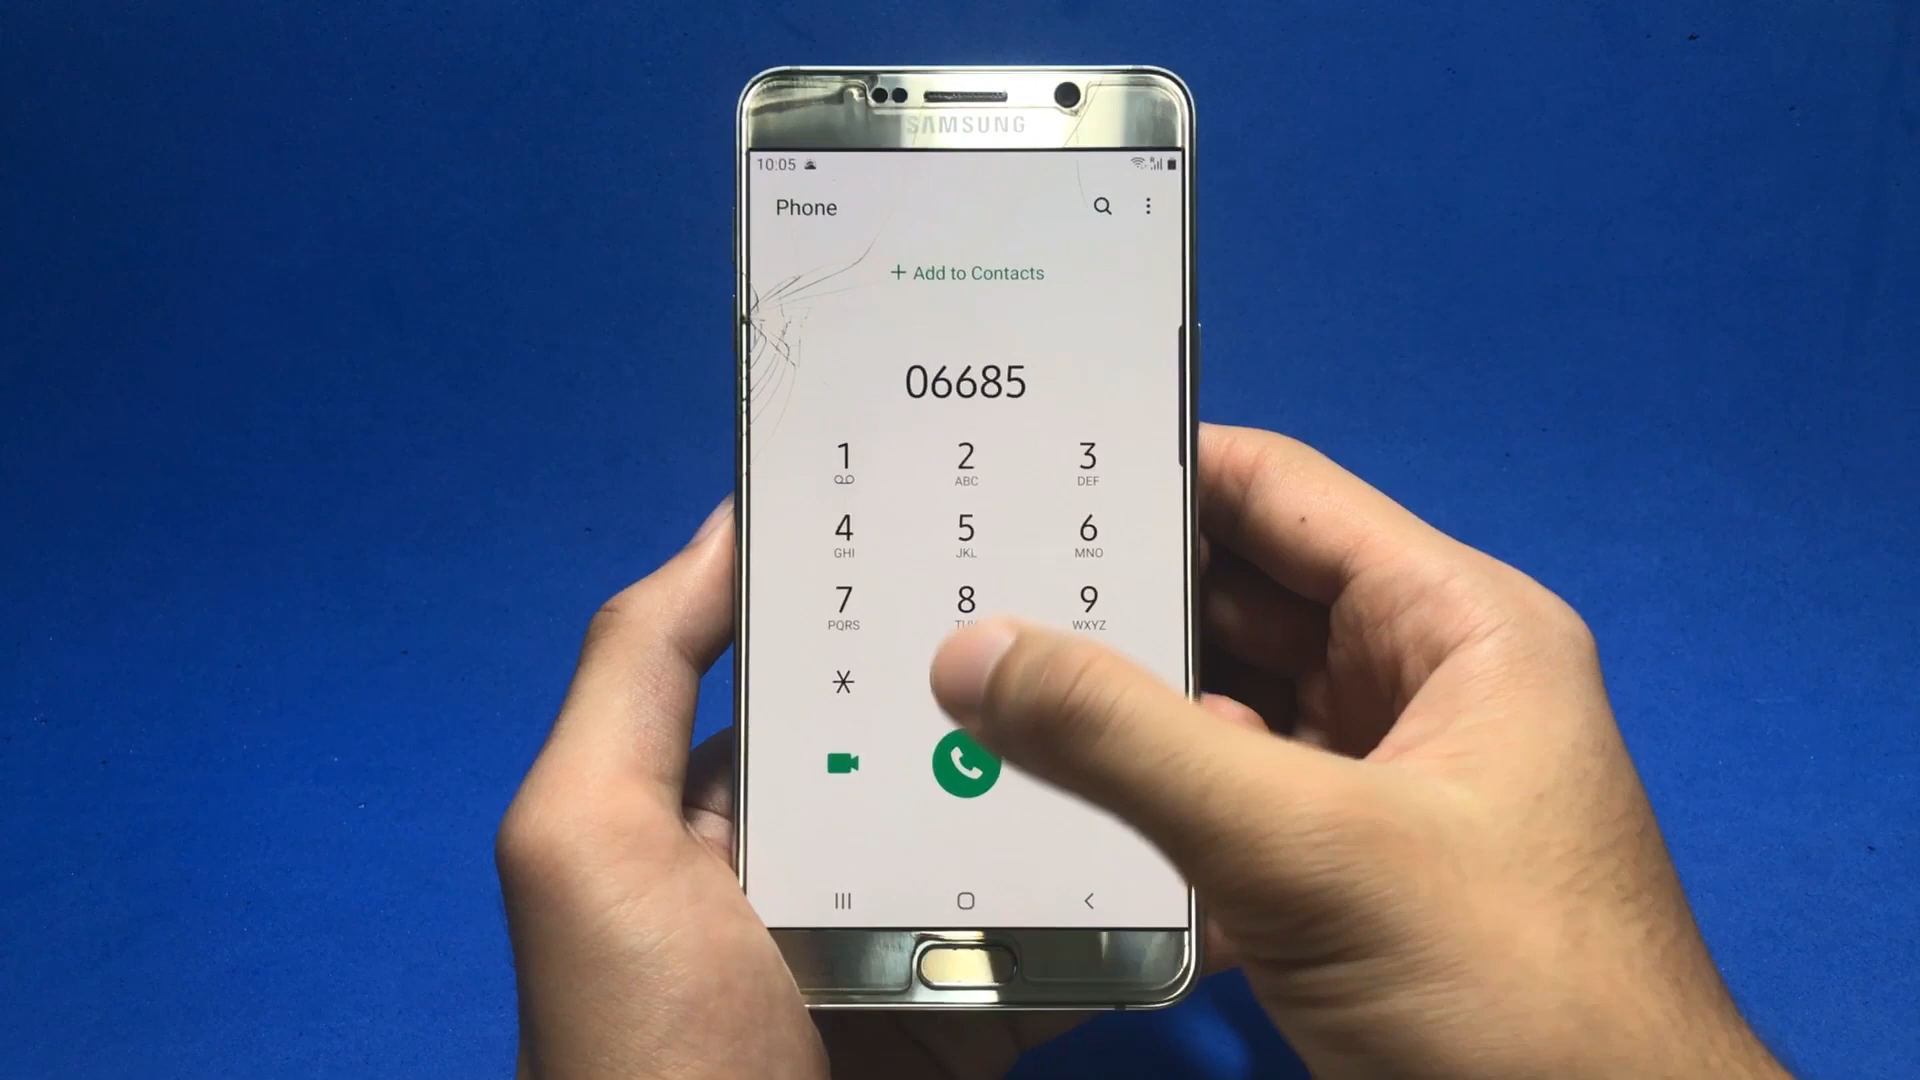 SAMSUNG
10:05
Phone
+ Add to Contacts
06685
1 2 3
ABC DEF
4 5 6
GHI JKL MNO
7 8 9
PQRS WXYZ
*